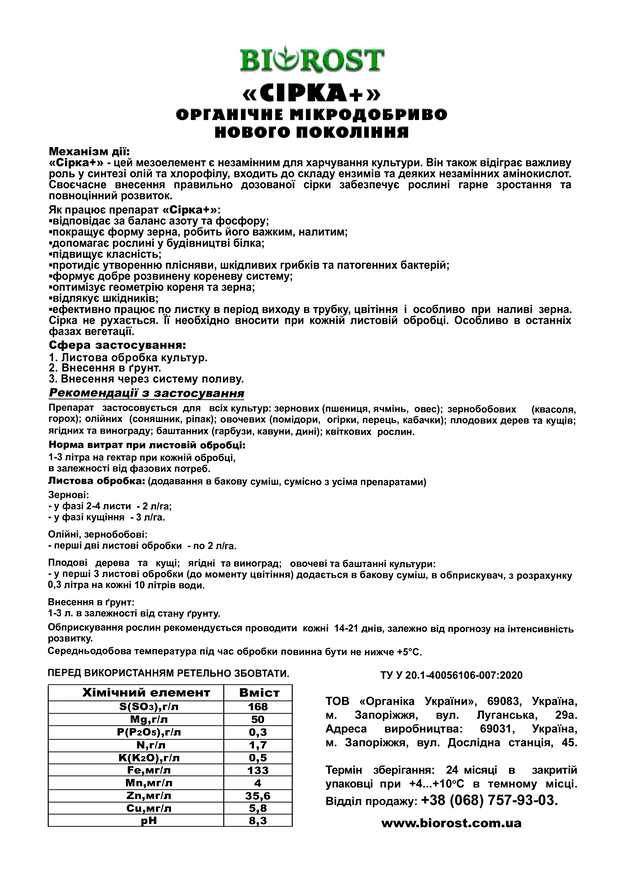 BIOROST
«СІРКА+»
ОРГАНІЧНЕ МІКРОДОБРИВО
НОВОГО ПОКОЛІННЯ
Механізм дії:
«Сірка+» - цей мезоелемент є незамінним для харчування культури. Він також відіграє важливу
роль у синтезі олій та хлорофілу, входить до складу ензимів та деяких незамінних амінокислот.
Своєчасне внесення правильно дозованої сірки забезпечує рослині гарне зростання та
повноцінний розвиток.
Як працює препарат «Сірка+»:
▪відповідає за баланс азоту та фосфору;
▪покращує форму зерна, робить його важким, налитим;
▪допомагає рослині у будівництві білка;
▪підвищує класність;
▪протидіє утворенню плісняви, шкідливих грибків та патогенних бактерій;
▪формує добре розвинену кореневу систему;
▪оптимізує геометрію кореня та зерна;
▪відлякує шкідників;
▪ефективно працює по листку в період виходу в трубку, цвітіння і особливо при наливі зерна.
Сірка не рухається. Її необхідно вносити при кожній листовій обробці. Особливо в останніх
фазах вегетації.
Сфера застосування:
1. Листова обробка культур.
2. Внесення в ґрунт.
3. Внесення через систему поливу.
Рекомендації з застосування
Препарат застосовується для всіх культур: зернових (пшениця, ячмінь, овес); зернобобових (квасоля,
горох); олійних (соняшник, ріпак); овочевих (помідори, огірки, перець, кабачки); плодових дерев та кущів;
ягідних та винограду; баштанних (гарбузи, кавуни, дині); квіткових рослин.
Норма витрат при листовій обробці:
1-3 літра на гектар при кожній обробці,
в залежності від фазових потреб.
Листова обробка: (додавання в бакову суміш, сумісно з усіма препаратами)
Зернові:
- у фазі 2-4 листи - 2 л/га;
- у фазі кущіння - 3 л/га.
Олійні, зернобобові:
- перші дві листові обробки - по 2 л/га.
Плодові дерева та кущі; ягідні та виноград; овочеві та баштанні культури:
- у перші 3 листові обробки (до моменту цвітіння) додається в бакову суміш, в обприскувач, з розрахунку
0,3 літра на кожні 10 літрів води.
Внесення в ґрунт:
1-3 л. в залежності від стану ґрунту.
Обприскування рослин рекомендується проводити кожні 14-21 днів, залежно від прогнозу на інтенсивність
розвитку.
Середньодобова температура під час обробки повинна бути не нижче +5°С.
ПЕРЕД ВИКОРИСТАННЯМ РЕТЕЛЬНО ЗБОВТАТИ.
Хімічний елемент Вміст
S(SO₃),г/л 168
Mg,г/л 50
P(P₂O₅),г/л 0,3
N,г/л 1,7
K(K₂O),г/л 0,5
Fe,мг/л 133
Mn,мг/л 4
Zn,мг/л 35,6
Cu,мг/л 5,8
pH 8,3
ТУ У 20.1-40056106-007:2020
ТОВ «Органіка України», 69083, Україна,
м. Запоріжжя, вул. Луганська, 29а.
Адреса виробництва: 69031, Україна,
м. Запоріжжя, вул. Дослідна станція, 45.
Термін зберігання: 24 місяці в закритій
упаковці при +4...+10°С в темному місці.
Відділ продажу: +38 (068) 757-93-03.
www.biorost.com.ua